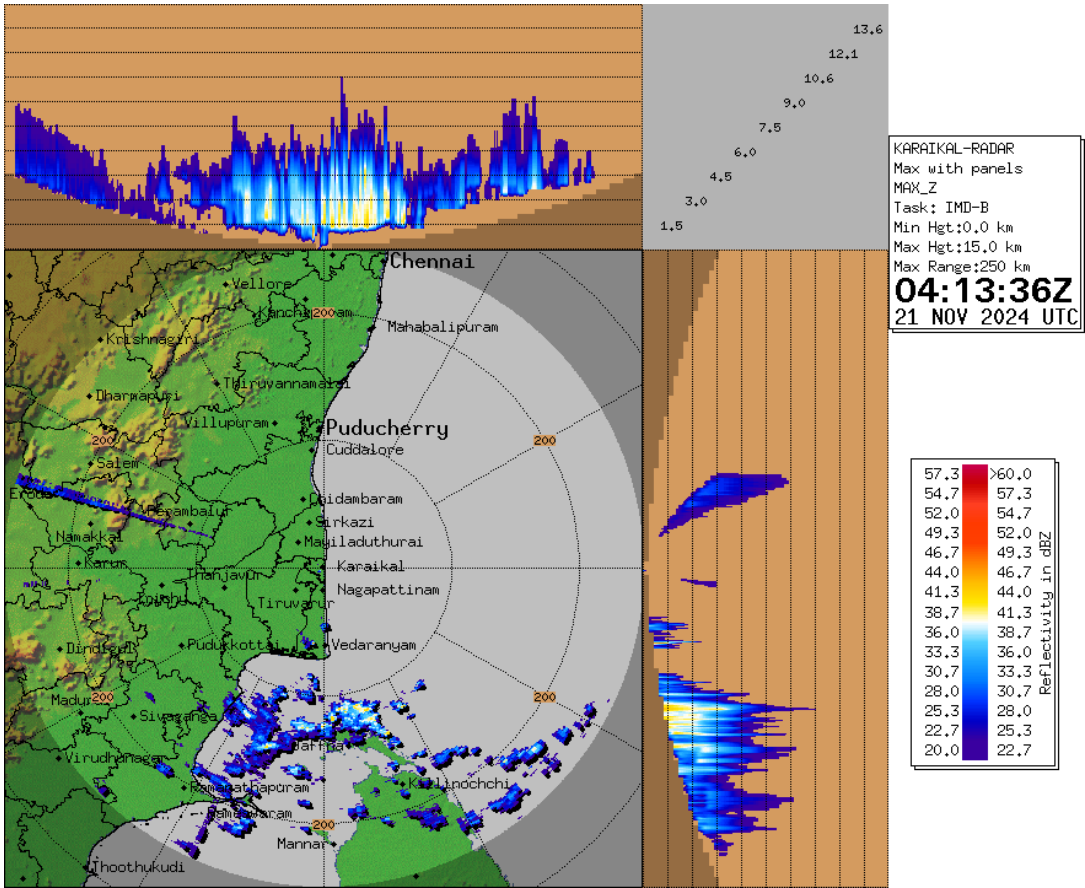 13.6
12.1
10.6
9.0
7.5
6.0
4.5
3.0
1.5
KARAIKAL-RADAR
Max with panels
MAX_Z
Task: IMD-B
Min Hgt:0.0 km
Max Hgt:15.0 km
Max Range:250 km
04:13:36Z
21 NOV 2024 UTC
Chennai
Vellore
200
Mahabalipuram
Krishnagiri
Thiruvannamalai
Dharmapuri
Villupuram
Puducherry
200
200
Cuddalore
Salem
Chidambaram
Perambalur
Sirkazi
Namakkal
Mayiladuthurai
Karur
Karaikal
Thanjavur
Nagapattinam
Tiruvarur
Pudukkottai
Vedaranyam
Dindigul
200
200
Sivaganga
Jaffna
Virudhunagar
Ramanathapuram
Killinochchi
200
Mannar
Thoothukudi
57.3 >60.0
54.7 57.3
52.0 54.7
49.3 52.0
46.7 49.3
44.0 46.7
41.3 44.0
38.7 41.3
36.0 38.7
33.3 36.0
30.7 33.3
28.0 30.7
25.3 28.0
22.7 25.3
20.0 22.7
Reflectivity in dBZ